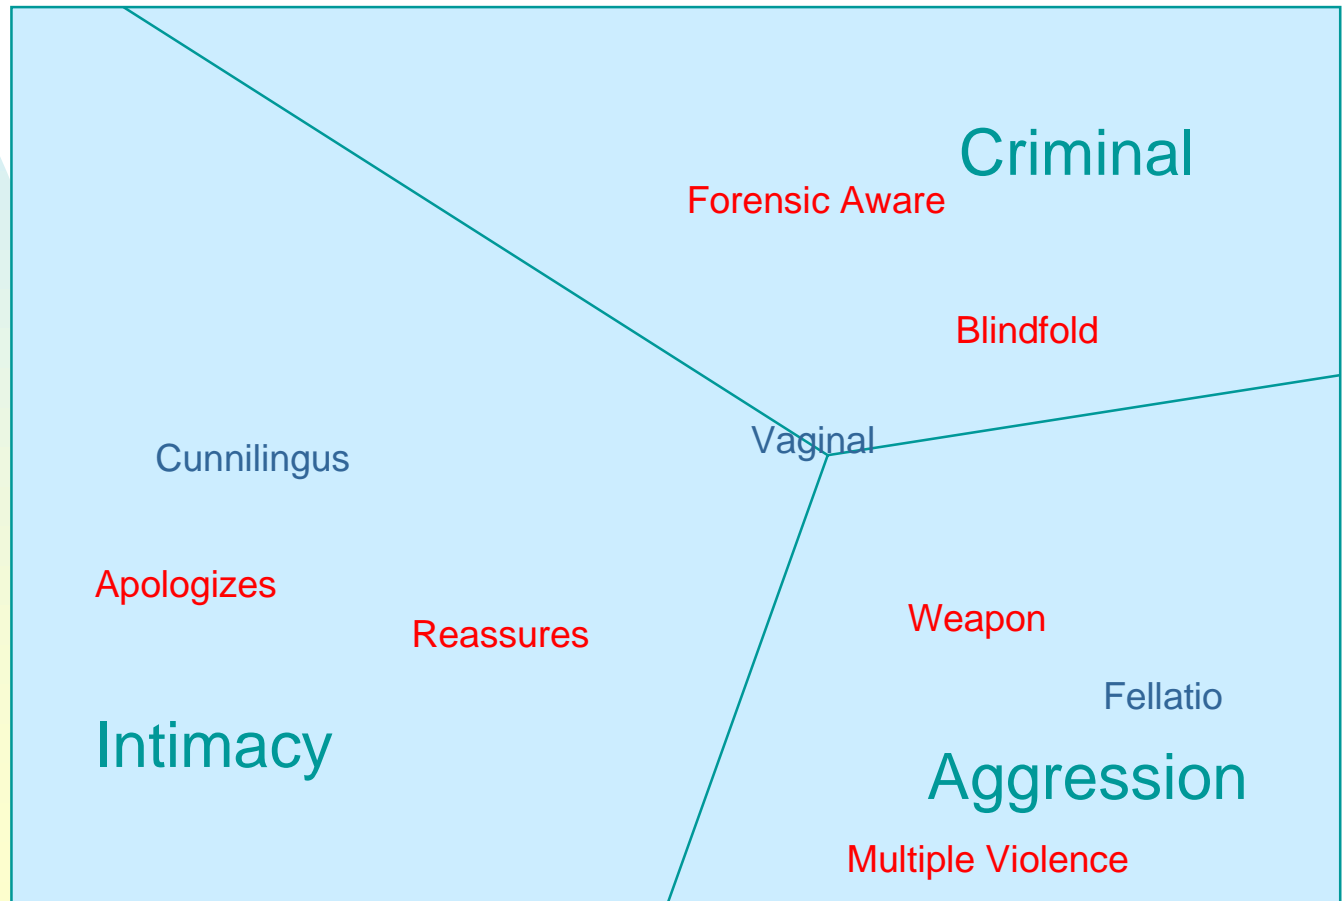 Criminal
Forensic Aware
Blindfold
Vaginal
Cunnilingus
Apologizes
Reassures
Weapon
Fellatio
Intimacy
Aggression
Multiple Violence